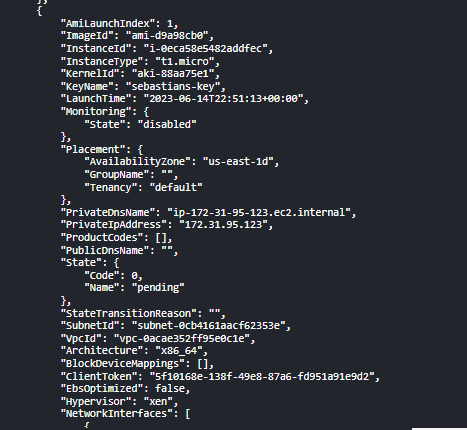 },
{
"AmiLaunchIndex": 1,
"ImageId": "ami-d9a98cb0",
"InstanceId": "i-0eca58e5482addfec",
"InstanceType": "t1.micro",
"KernelId": "aki-88aa75e1",
"KeyName": "sebastians-key",
"LaunchTime": "2023-06-14T22:51:13+00:00",
"Monitoring": {
"State": "disabled"
},
"Placement": {
"AvailabilityZone": "us-east-1d",
"GroupName": "",
"Tenancy": "default"
},
"PrivateDnsName": "ip-172-31-95-123.ec2.internal",
"PrivateIpAddress": "172.31.95.123",
"ProductCodes": [],
"PublicDnsName": "",
"State": {
"Code": 0,
"Name": "pending"
},
"StateTransitionReason": "",
"SubnetId": "subnet-0cb4161aacf62353e",
"VpcId": "vpc-0acae352ff95e0c1e",
"Architecture": "x86_64",
"BlockDeviceMappings": [],
"ClientToken": "5f10168e-138f-49e8-87a6-fd951a91e9d2",
"EbsOptimized": false,
"Hypervisor": "xen",
"NetworkInterfaces": [
{